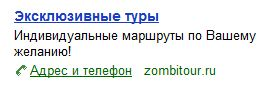 Эксклюзивные туры
Индивидуальные маршруты по Вашему
желанию!
Адрес и телефон zombitour.ru